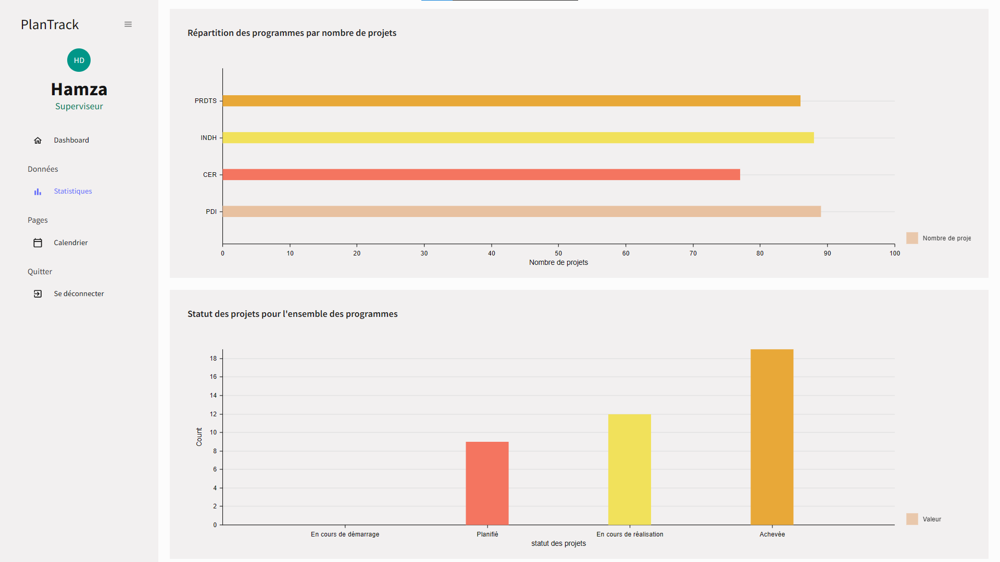 PlanTrack
HD
Hamza
Superviseur
Dashboard
Données
Statistiques
Pages
Calendrier
Quitter
Se déconnecter
Répartition des programmes par nombre de projets
PRDTS
INDH
CER
PDI
0 10 20 30 40 50 60 70 80 90 100
Nombre de projets
Nombre de proje
Statut des projets pour l'ensemble des programmes
18
16
14
12
10
8
6
4
2
0
Count
En cours de démarrage Planifié En cours de réalisation Achevée
statut des projets
Valeur